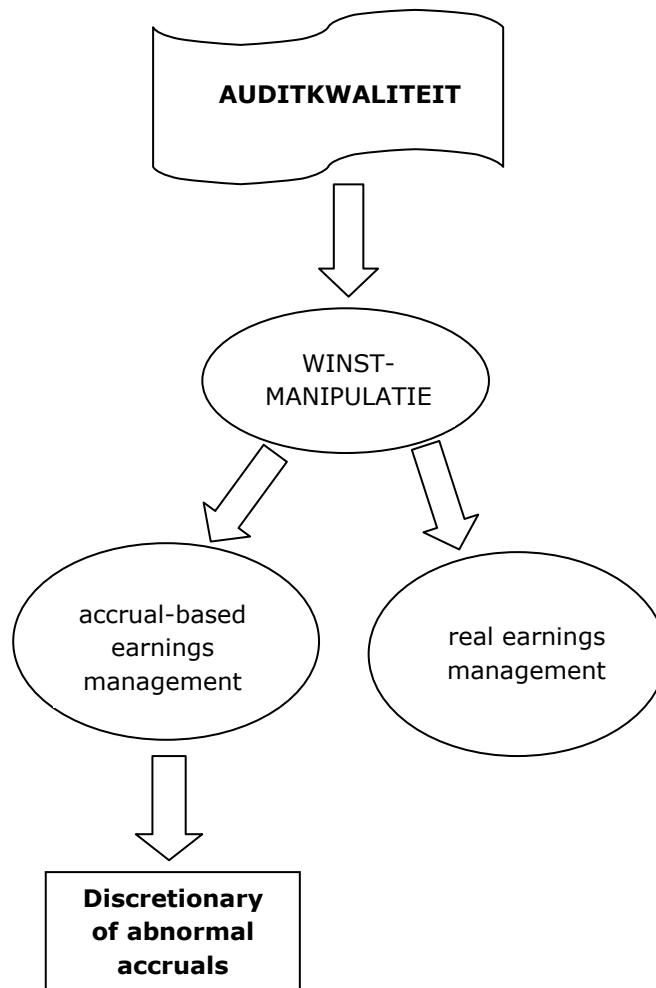 AUDITKWALITEIT
WINST-
MANIPULATIE
accrual-based
earnings
management
real earnings
management
Discretionary
of abnormal
accruals